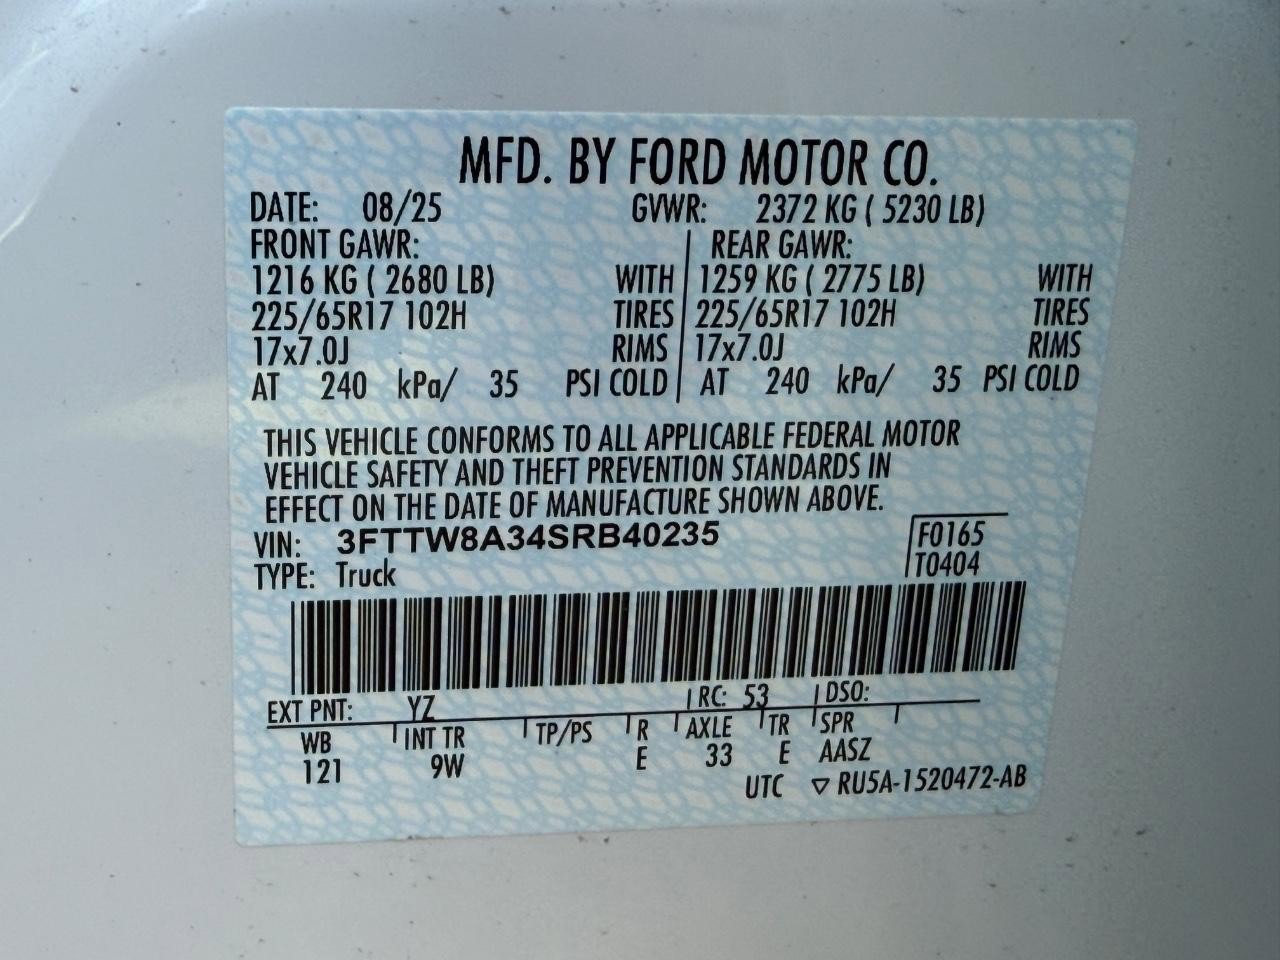 MFD. BY FORD MOTOR CO.
DATE: 08/25 GVWR: 2372 KG ( 5230 LB)
FRONT GAWR: REAR GAWR:
1216 KG ( 2680 LB) WITH 1259 KG ( 2775 LB) WITH
225/65R17 102H TIRES 225/65R17 102H TIRES
17x7.0J RIMS 17x7.0J RIMS
AT 240 kPa/ 35 PSI COLD AT 240 kPa/ 35 PSI COLD
THIS VEHICLE CONFORMS TO ALL APPLICABLE FEDERAL MOTOR
VEHICLE SAFETY AND THEFT PREVENTION STANDARDS IN
EFFECT ON THE DATE OF MANUFACTURE SHOWN ABOVE.
VIN: 3FTTW8A34SRB40235 F0165
TYPE: Truck T0404
EXT PNT: YZ RC: 53 DSO:
WB INT TR TP/PS R AXLE TR SPR
121 9W E 33 E AASZ
UTC ▽ RU5A-1520472-AB